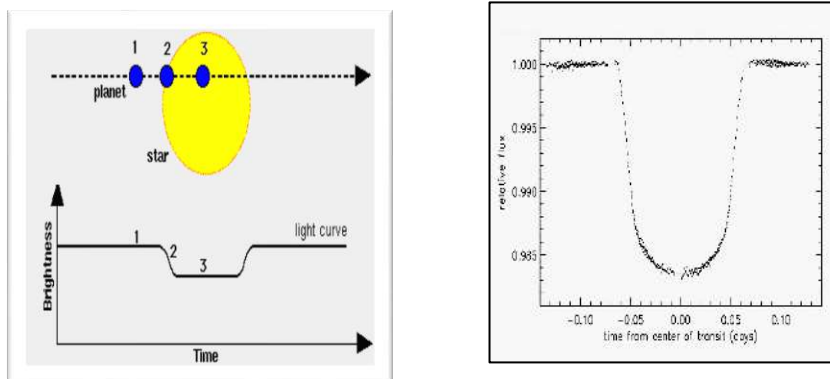 1 2 3
planet
star
Brightness
light curve
1
2
3
Time
relative flux
1.000
0.995
0.990
0.985
-0.10 -0.05 0.00 0.05 0.10
time from center of transit (days)